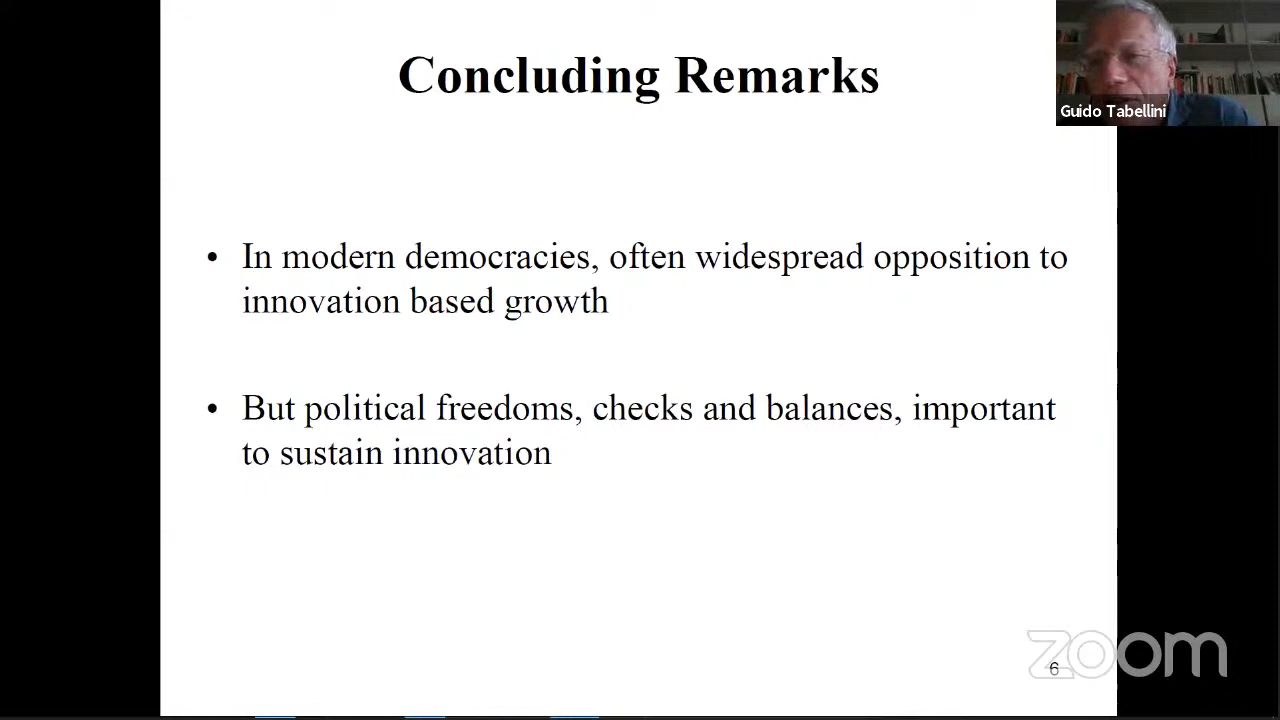 Concluding Remarks
Guido Tabellini
• In modern democracies, often widespread opposition to
innovation based growth
• But political freedoms, checks and balances, important
to sustain innovation
zoom
6